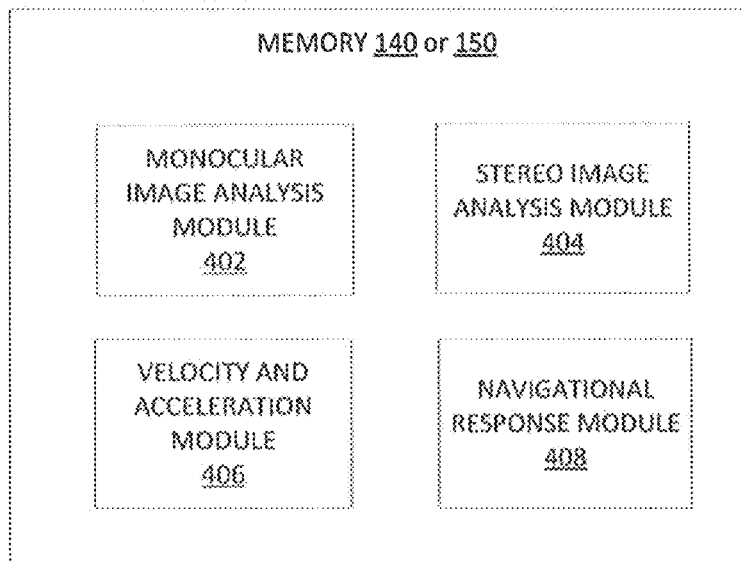 MEMORY 140 or 150
MONOCULAR
IMAGE ANALYSIS
MODULE
402
STEREO IMAGE
ANALYSIS MODULE
404
VELOCITY AND
ACCELERATION
MODULE
406
NAVIGATIONAL
RESPONSE MODULE
408